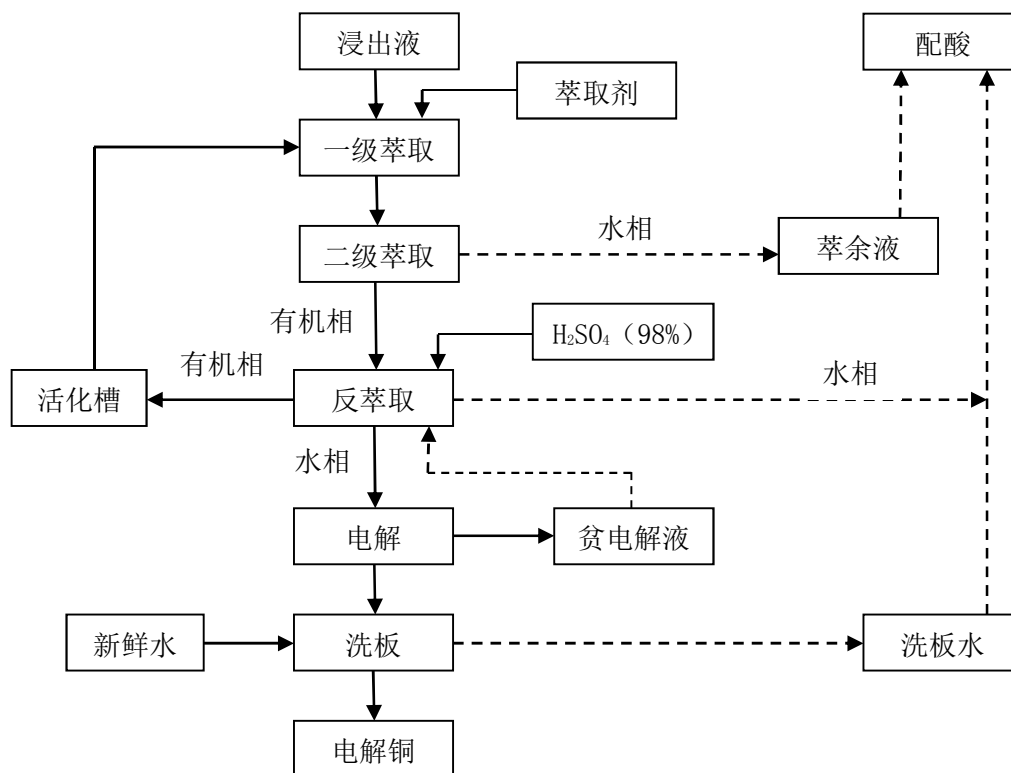 浸出液
配酸
萃取剂
一级萃取
水相
二级萃取
萃余液
有机相
H₂SO₄（98%）
有机相
水相
活化槽
反萃取
水相
电解
贫电解液
新鲜水
洗板
洗板水
电解铜